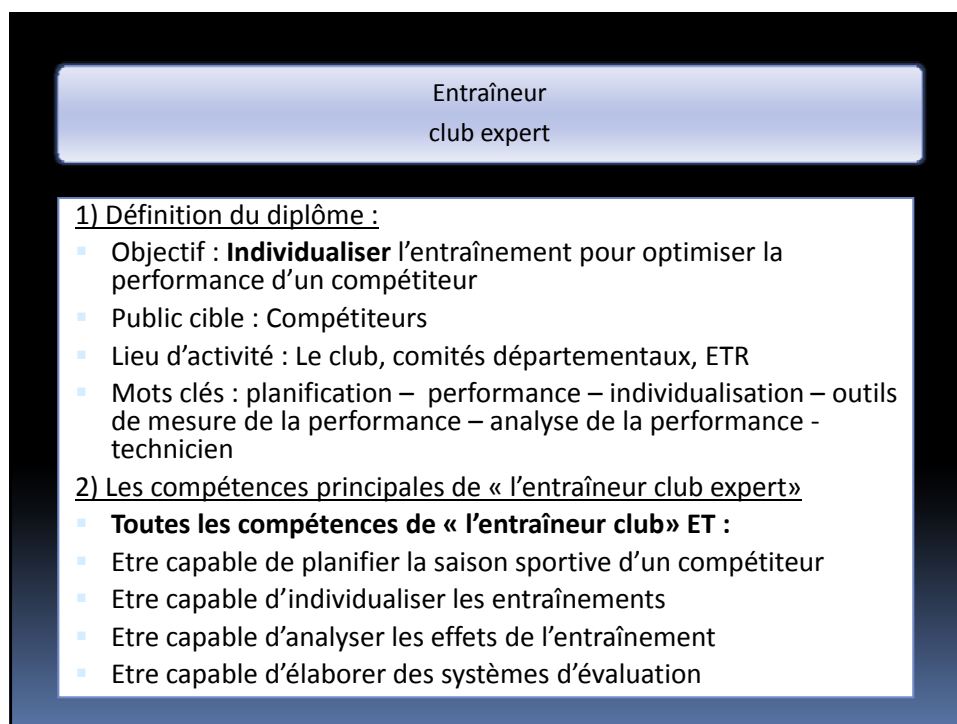 Entraîneur
club expert
1) Définition du diplôme :
Objectif : Individualiser l’entraînement pour optimiser la
performance d’un compétiteur
Public cible : Compétiteurs
Lieu d’activité : Le club, comités départementaux, ETR
Mots clés : planification – performance – individualisation – outils
de mesure de la performance – analyse de la performance -
technicien
2) Les compétences principales de « l’entraîneur club expert»
Toutes les compétences de « l’entraîneur club» ET :
Etre capable de planifier la saison sportive d’un compétiteur
Etre capable d’individualiser les entraînements
Etre capable d’analyser les effets de l’entraînement
Etre capable d’élaborer des systèmes d’évaluation